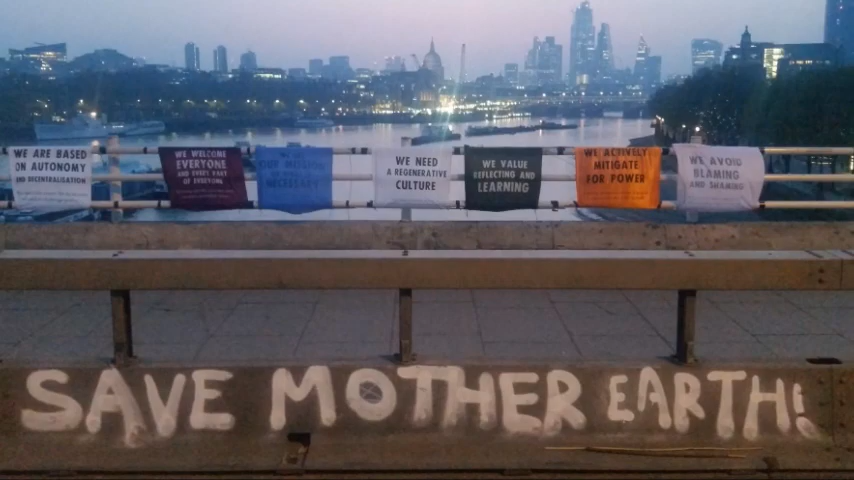 WE ARE BASED
ON AUTONOMY
AND DECENTRALISATION
WE WELCOME
EVERYONE
AND EVERY PART
OF EVERYONE
NECESSARY
WE NEED
A REGENERATIVE
CULTURE
WE VALUE
REFLECTING AND
LEARNING
WE ACTIVELY
MITIGATE
FOR POWER
WE AVOID
BLAMING
AND SHAMING
SAVE MOTHER EARTH!